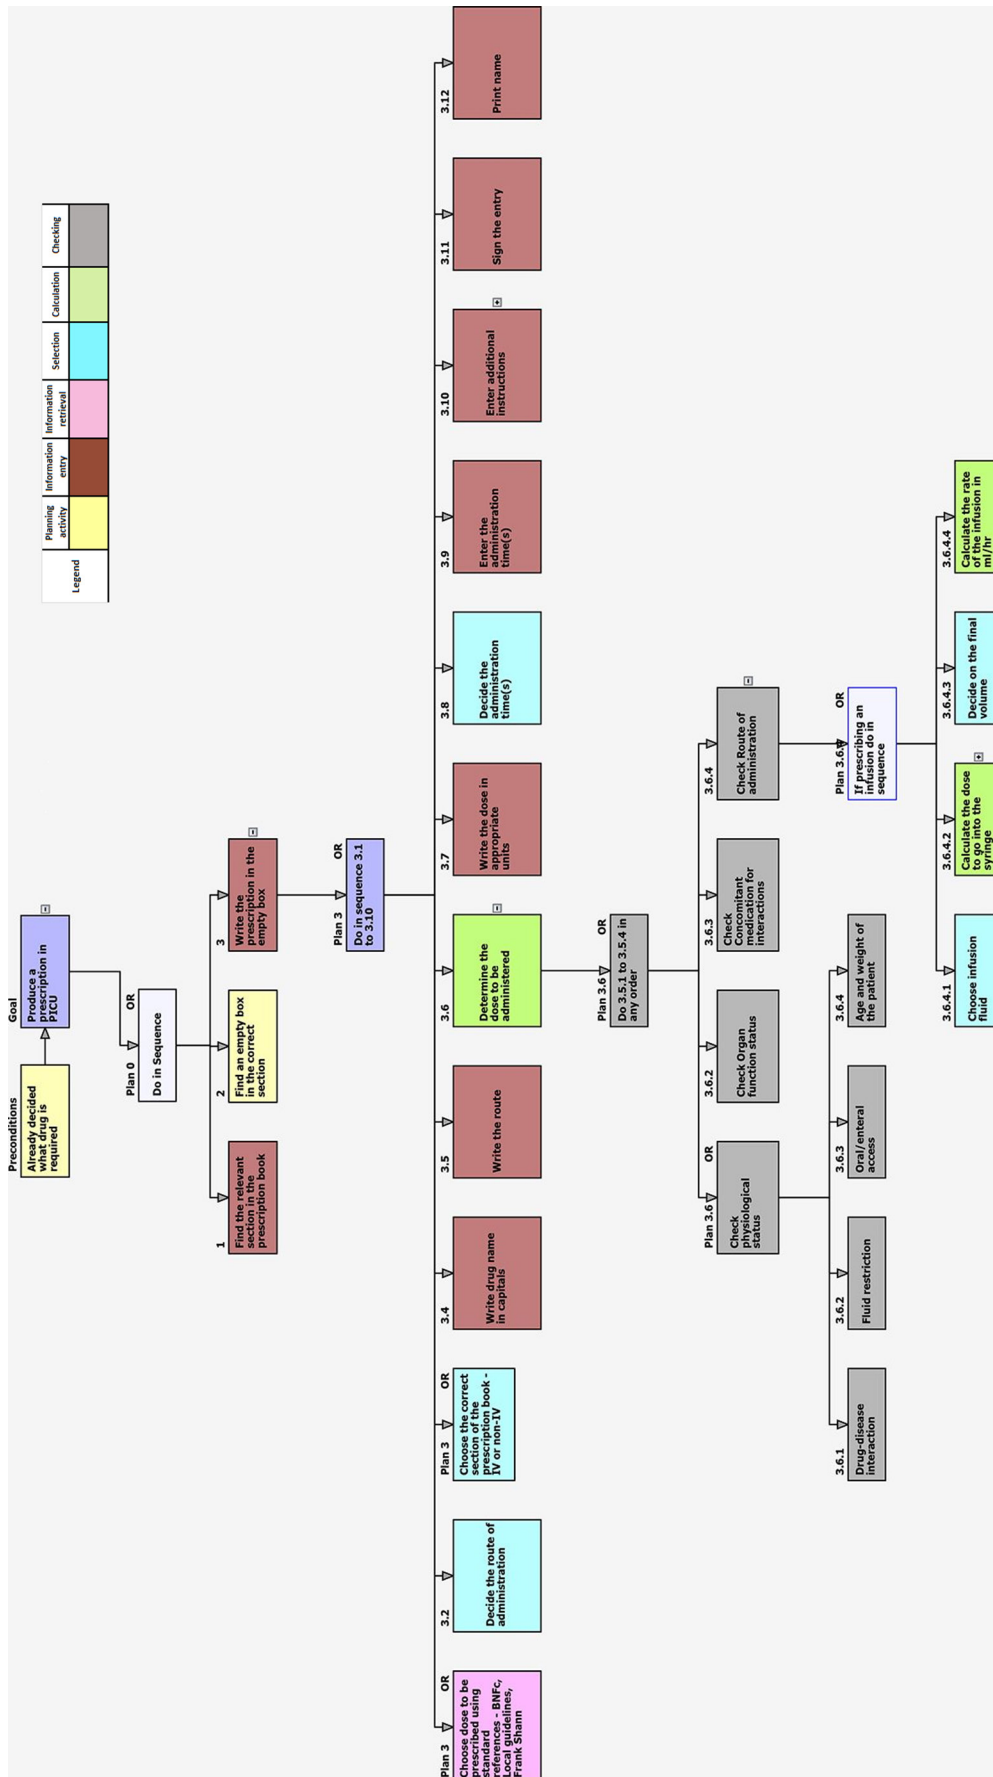 Preconditions
Already decided
what drug is
required
Goal
Produce a
prescription in
PICU
Legend
Planning
activity
Information
entry
Information
retrieval
Selection
Calculation
Checking
Plan 0
OR
Do in Sequence
1
Find the relevant
section in the
prescription book
2
Find an empty box
in the correct
section
3
Write the
prescription in the
empty box
Plan 3
OR
Do in sequence 3.1
to 3.10
Plan 3
OR
Choose dose to be
prescribed using
standard
references - BNFc,
Local guidelines,
Frank Shann
3.2
Decide the route of
administration
Plan 3
OR
Choose the correct
section of the
prescription book -
IV or non-IV
3.4
Write drug name
in capitals
3.5
Write the route
3.6
Determine the
dose to be
administered
3.7
Write the dose in
appropriate
units
3.8
Decide the
administration
time(s)
3.9
Enter the
administration
time(s)
3.10
Enter additional
instructions
3.11
Sign the entry
3.12
Print name
Plan 3.6
OR
Do 3.5.1 to 3.5.4 in
any order
Plan 3.6
OR
Check
physiological
status
3.6.2
Check Organ
function status
3.6.3
Check
Concomitant
medication for
interactions
3.6.4
Check Route of
administration
3.6.1
Drug-disease
interaction
3.6.2
Fluid restriction
3.6.3
Oral/enteral
access
3.6.4
Age and weight of
the patient
Plan
OR
If prescribing an
infusion do in
sequence
3.6.4.1
Choose infusion
fluid
3.6.4.2
Calculate the dose
to go into the
syringe
3.6.4.3
Decide on the final
volume
3.6.4.4
Calculate the rate
of the infusion in
ml/hr